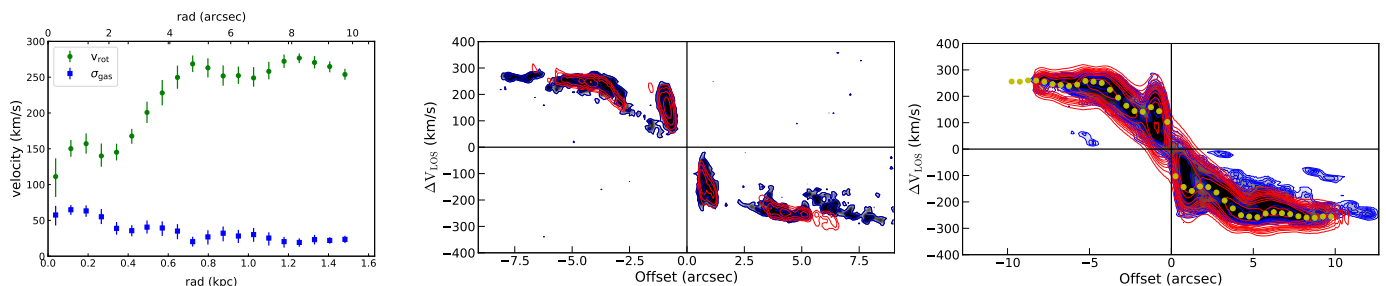 rad (arcsec)
0 2 4 6 8 10
300
250
200
150
100
50
0
velocity (km/s)
v_rot
σ_gas
0.0 0.2 0.4 0.6 0.8 1.0 1.2 1.4 1.6
rad (kpc)
400
300
200
100
0
−100
−200
−300
−400
ΔV_LOS (km/s)
−7.5 −5.0 −2.5 0.0 2.5 5.0 7.5
Offset (arcsec)
400
300
200
100
0
−100
−200
−300
−400
ΔV_LOS (km/s)
−10 −5 0 5 10
Offset (arcsec)